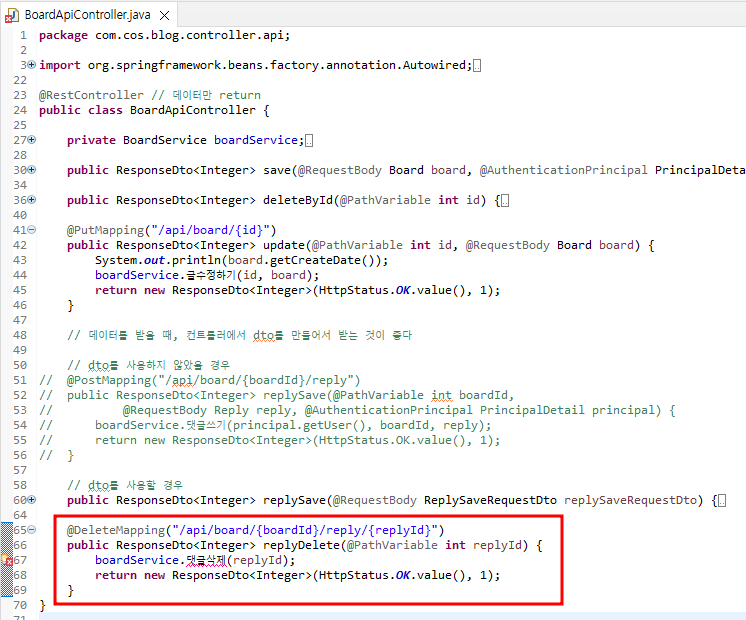 BoardApiController.java
1 package com.cos.blog.controller.api;
2
3 import org.springframework.beans.factory.annotation.Autowired;
22
23 @RestController // 데이터만 return
24 public class BoardApiController {
25
27 private BoardService boardService;
28
30 public ResponseDto<Integer> save(@RequestBody Board board, @AuthenticationPrincipal PrincipalDeta
34
36 public ResponseDto<Integer> deleteById(@PathVariable int id) {
40
41 @PutMapping("/api/board/{id}")
42 public ResponseDto<Integer> update(@PathVariable int id, @RequestBody Board board) {
43 System.out.println(board.getCreateDate());
44 boardService.글수정하기(id, board);
45 return new ResponseDto<Integer>(HttpStatus.OK.value(), 1);
46 }
47
48 // 데이터를 받을 때, 컨트롤러에서 dto를 만들어서 받는 것이 좋다
49
50 // dto를 사용하지 않았을 경우
51 // @PostMapping("/api/board/{boardId}/reply")
52 // public ResponseDto<Integer> replySave(@PathVariable int boardId,
53 // @RequestBody Reply reply, @AuthenticationPrincipal PrincipalDetail principal) {
54 // boardService.댓글쓰기(principal.getUser(), boardId, reply);
55 // return new ResponseDto<Integer>(HttpStatus.OK.value(), 1);
56 // }
57
58 // dto를 사용할 경우
60 public ResponseDto<Integer> replySave(@RequestBody ReplySaveRequestDto replySaveRequestDto) {
64
65 @DeleteMapping("/api/board/{boardId}/reply/{replyId}")
66 public ResponseDto<Integer> replyDelete(@PathVariable int replyId) {
67 boardService.댓글삭제(replyId);
68 return new ResponseDto<Integer>(HttpStatus.OK.value(), 1);
69 }
70 }
71